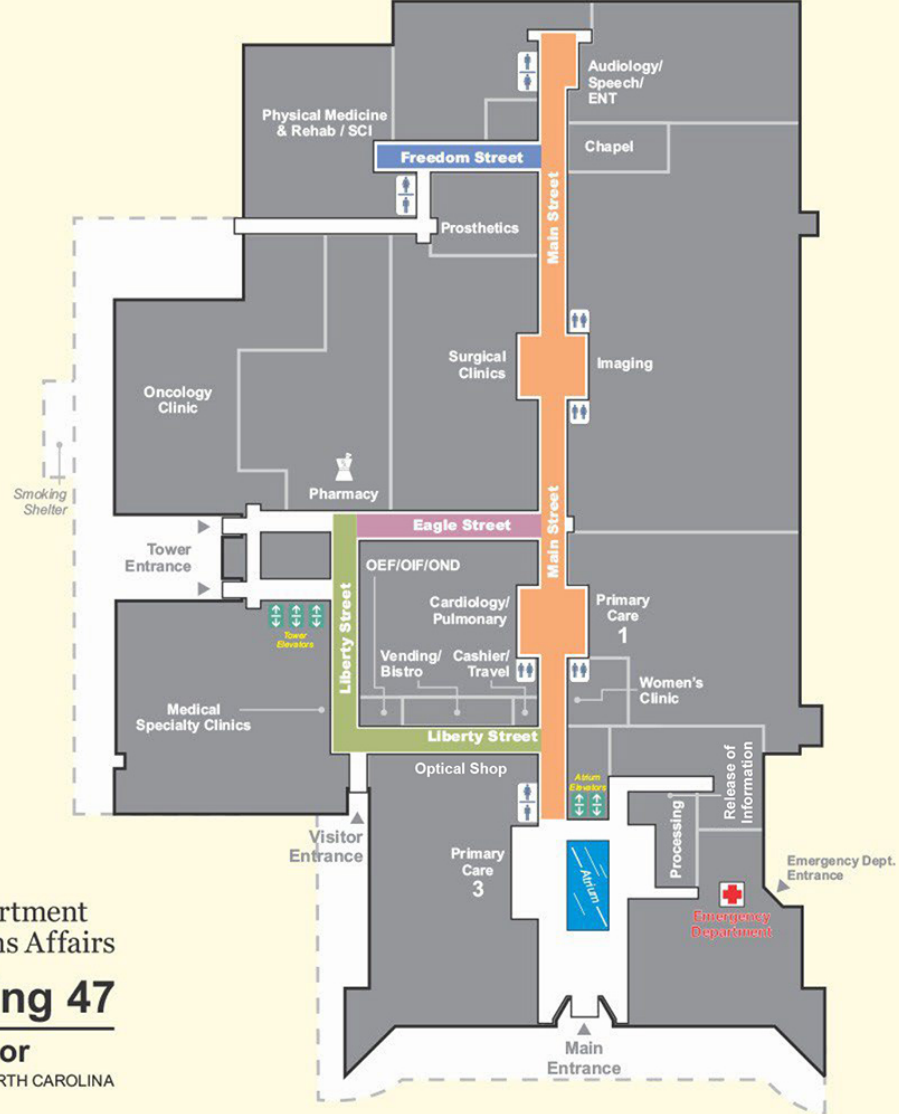 Audiology/
Speech/
ENT
Physical Medicine
& Rehab / SCI
Chapel
Freedom Street
Main Street
Prosthetics
Surgical
Clinics
Imaging
Oncology
Clinic
Smoking
Shelter
Pharmacy
Main Street
Eagle Street
Tower
Entrance
OEF/OIF/OND
Liberty Street
Cardiology/
Pulmonary
Primary
Care
1
Tower
Elevators
Vending/
Bistro
Cashier/
Travel
Women's
Clinic
Medical
Specialty Clinics
Liberty Street
Optical Shop
Release of
Information
Atrium
Elevators
Processing
Visitor
Entrance
Primary
Care
3
Atrium
Emergency Dept.
Entrance
Emergency
Department
rtment
ns Affairs
ng 47
or
RTH CAROLINA
Main
Entrance